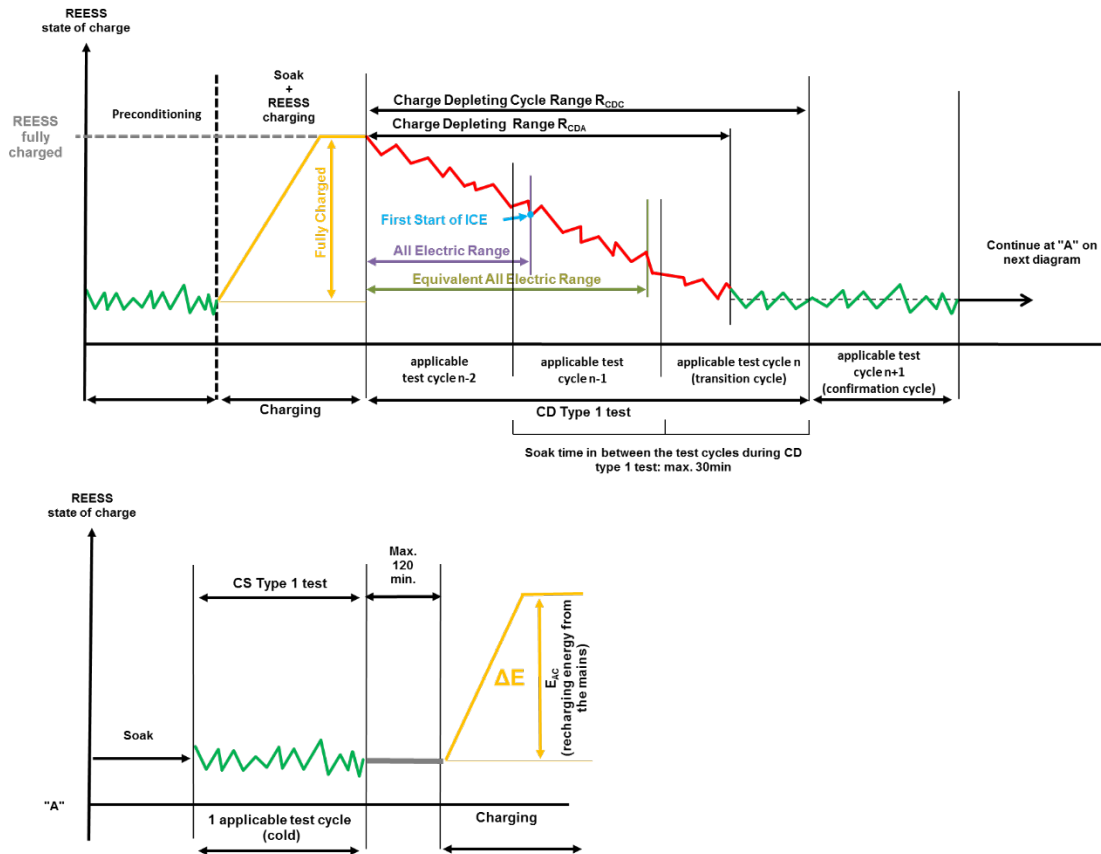 REESS
state of charge
REESS
fully
charged
Preconditioning
Soak
+
REESS
charging
Fully Charged
Charge Depleting Cycle Range RCDC
Charge Depleting Range RCDA
First Start of ICE
All Electric Range
Equivalent All Electric Range
Continue at "A" on
next diagram
applicable
test cycle n-2
applicable test
cycle n-1
applicable test cycle n
(transition cycle)
applicable test
cycle n+1
(confirmation cycle)
Charging
CD Type 1 test
Soak time in between the test cycles during CD
type 1 test: max. 30min
REESS
state of charge
CS Type 1 test
Max.
120
min.
Soak
ΔE
EAC
(recharging energy from
the mains)
"A"
1 applicable test cycle
(cold)
Charging